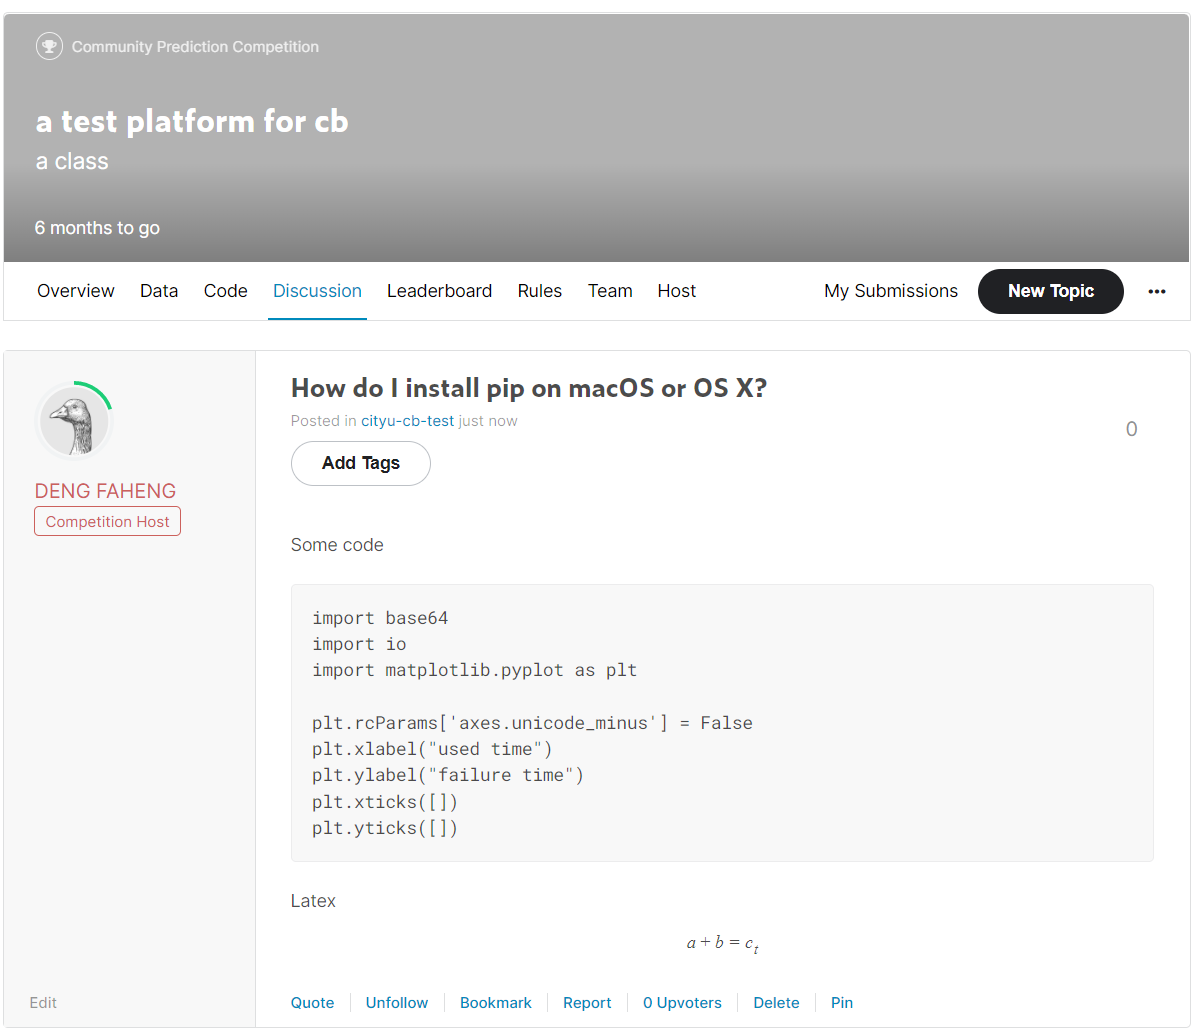 Community Prediction Competition
a test platform for cb
a class
6 months to go
Overview Data Code Discussion Leaderboard Rules Team Host My Submissions New Topic •••
How do I install pip on macOS or OS X?
Posted in cityu-cb-test just now
0
Add Tags
DENG FAHENG
Competition Host
Some code
import base64
import io
import matplotlib.pyplot as plt
plt.rcParams['axes.unicode_minus'] = False
plt.xlabel("used time")
plt.ylabel("failure time")
plt.xticks([])
plt.yticks([])
Latex
a + b = c_t
Edit Quote Unfollow Bookmark Report 0 Upvoters Delete Pin